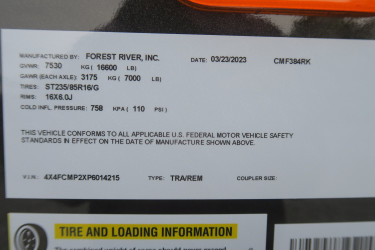 MANUFACTURED BY: FOREST RIVER, INC. DATE: 03/23/2023 CMF384RK
GVWR: 7530 KG ( 16600 LB)
GAWR (EACH AXLE): 3175 KG ( 7000 LB)
TIRES: ST235/85R16/G
RIMS: 16X6.0J
COLD INFL. PRESSURE: 758 KPA ( 110 PSI )
THIS VEHICLE CONFORMS TO ALL APPLICABLE U.S. FEDERAL MOTOR VEHICLE SAFETY
STANDARDS IN EFFECT ON THE DATE OF MANUFACTURE SHOWN ABOVE.
V.I.N: 4X4FCMP2XP6014215 TYPE: TRA/REM COUPLER SIZE:
TIRE AND LOADING INFORMATION